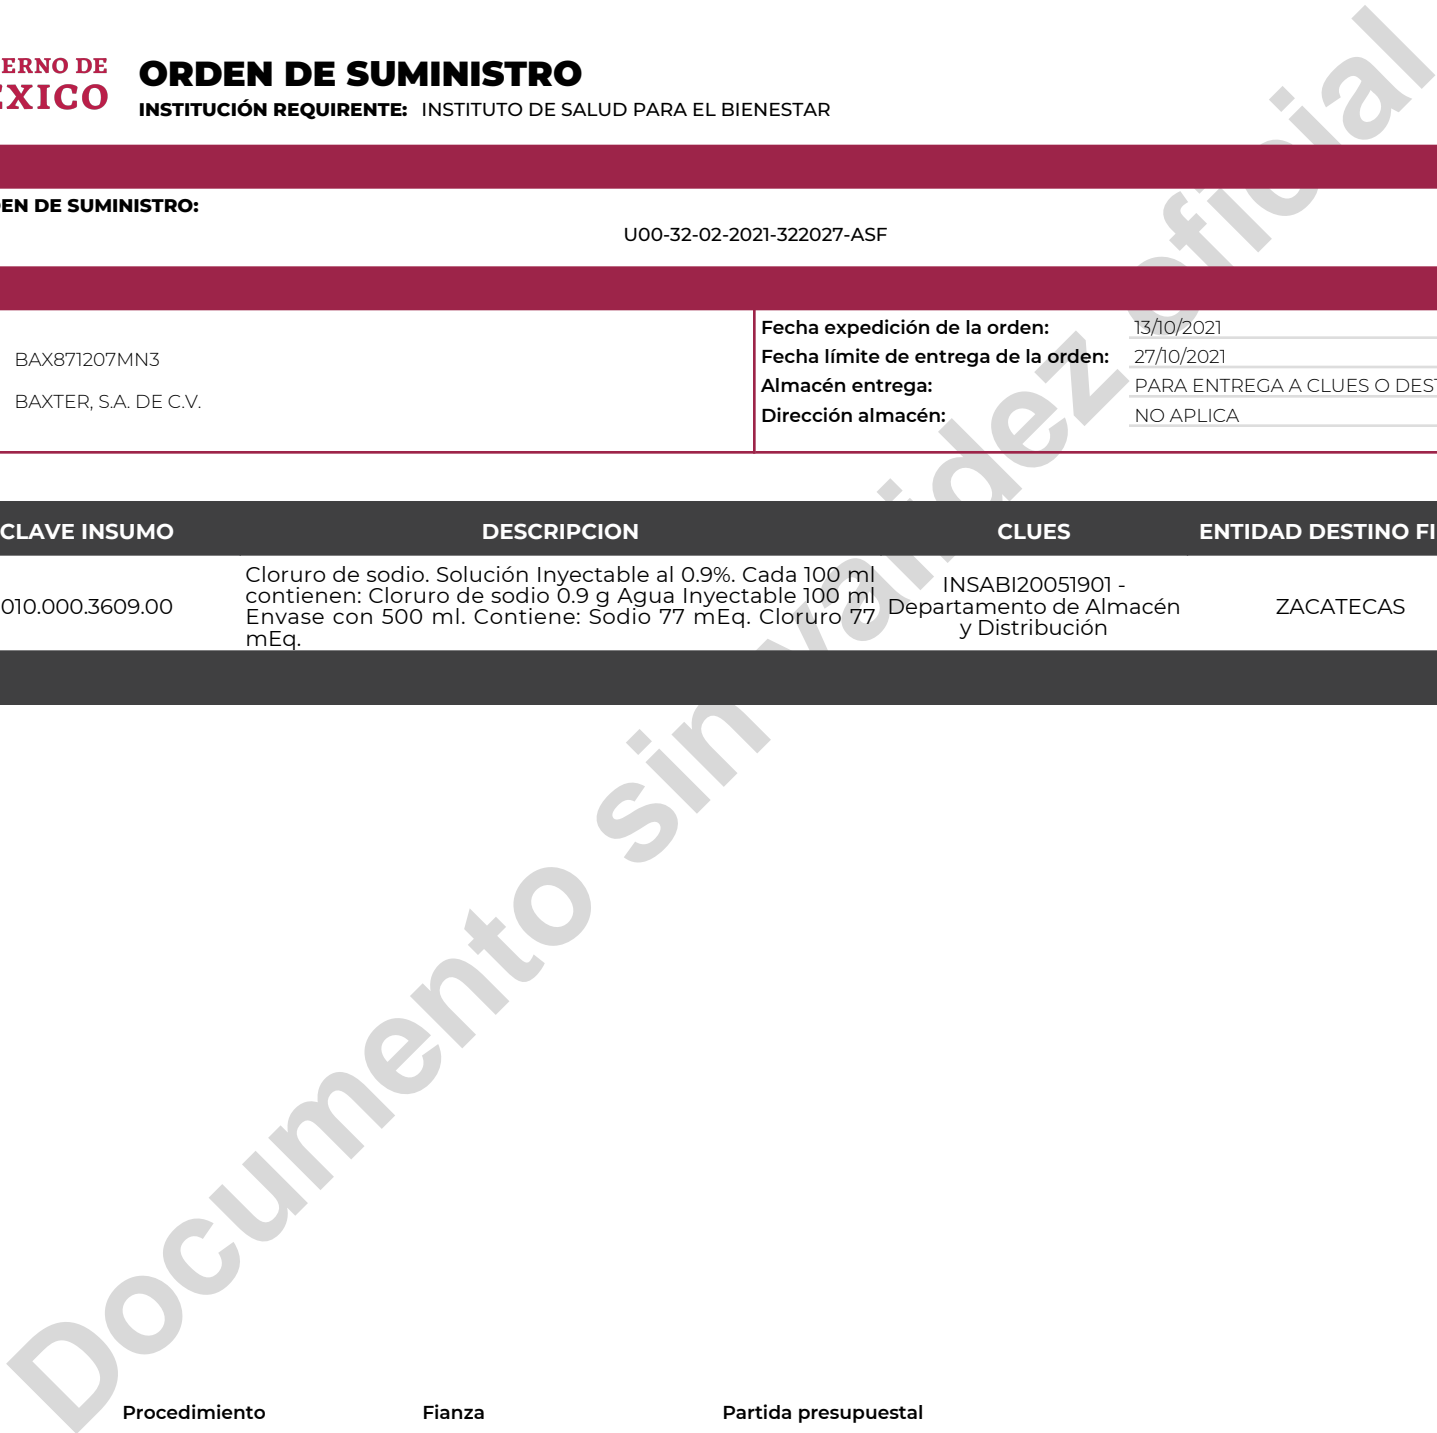 ERNO DE
EXICO
ORDEN DE SUMINISTRO
INSTITUCIÓN REQUIRENTE: INSTITUTO DE SALUD PARA EL BIENESTAR
EN DE SUMINISTRO:
U00-32-02-2021-322027-ASF
BAX871207MN3
BAXTER, S.A. DE C.V.
Fecha expedición de la orden: 13/10/2021
Fecha límite de entrega de la orden: 27/10/2021
Almacén entrega: PARA ENTREGA A CLUES O DEST
Dirección almacén: NO APLICA
CLAVE INSUMO DESCRIPCION CLUES ENTIDAD DESTINO FI
010.000.3609.00
Cloruro de sodio. Solución Inyectable al 0.9%. Cada 100 ml
contienen: Cloruro de sodio 0.9 g Agua Inyectable 100 ml
Envase con 500 ml. Contiene: Sodio 77 mEq. Cloruro 77
mEq.
INSABI20051901 -
Departamento de Almacén
y Distribución
ZACATECAS
Documento sin validez oficial
Procedimiento Fianza Partida presupuestal